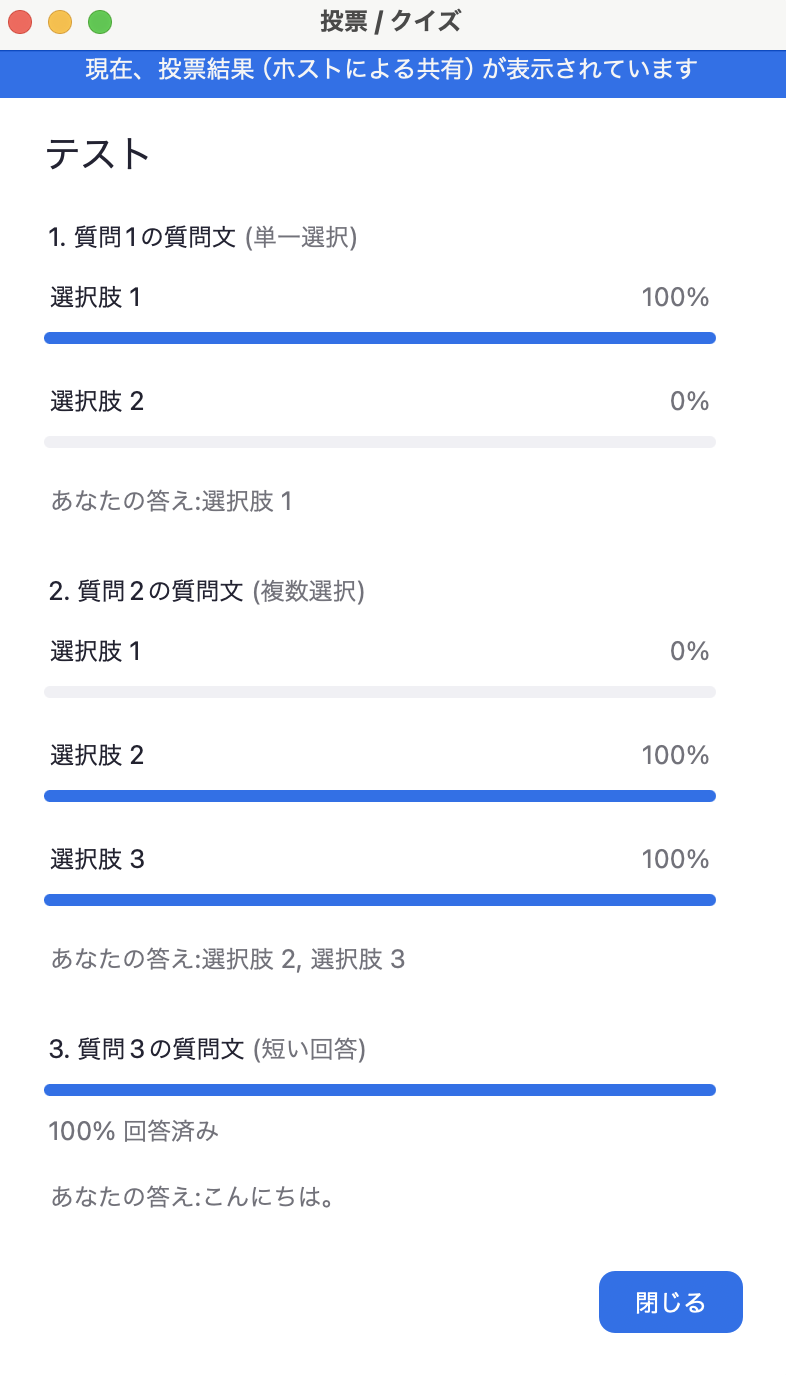 投票 / クイズ
現在、投票結果 (ホストによる共有) が表示されています
テスト
1. 質問1の質問文 (単一選択)
選択肢 1 100%
選択肢 2 0%
あなたの答え:選択肢 1
2. 質問2の質問文 (複数選択)
選択肢 1 0%
選択肢 2 100%
選択肢 3 100%
あなたの答え:選択肢 2, 選択肢 3
3. 質問3の質問文 (短い回答)
100% 回答済み
あなたの答え:こんにちは。
閉じる